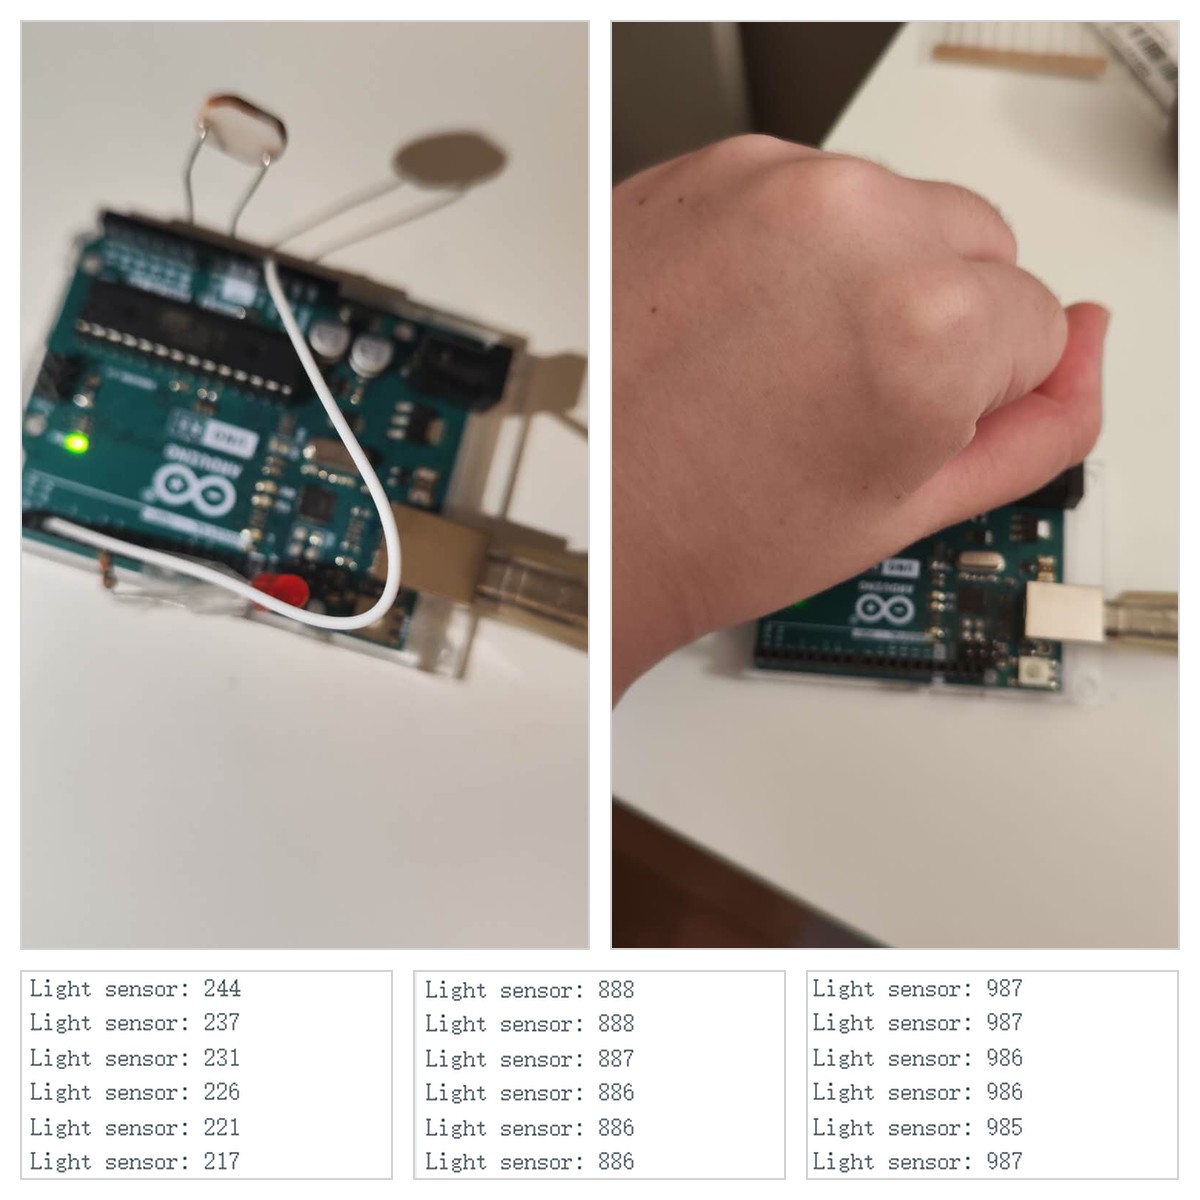 UNO
ARDUINO
UNO
Light sensor: 244
Light sensor: 237
Light sensor: 231
Light sensor: 226
Light sensor: 221
Light sensor: 217
Light sensor: 888
Light sensor: 888
Light sensor: 887
Light sensor: 886
Light sensor: 886
Light sensor: 886
Light sensor: 987
Light sensor: 987
Light sensor: 986
Light sensor: 986
Light sensor: 985
Light sensor: 987